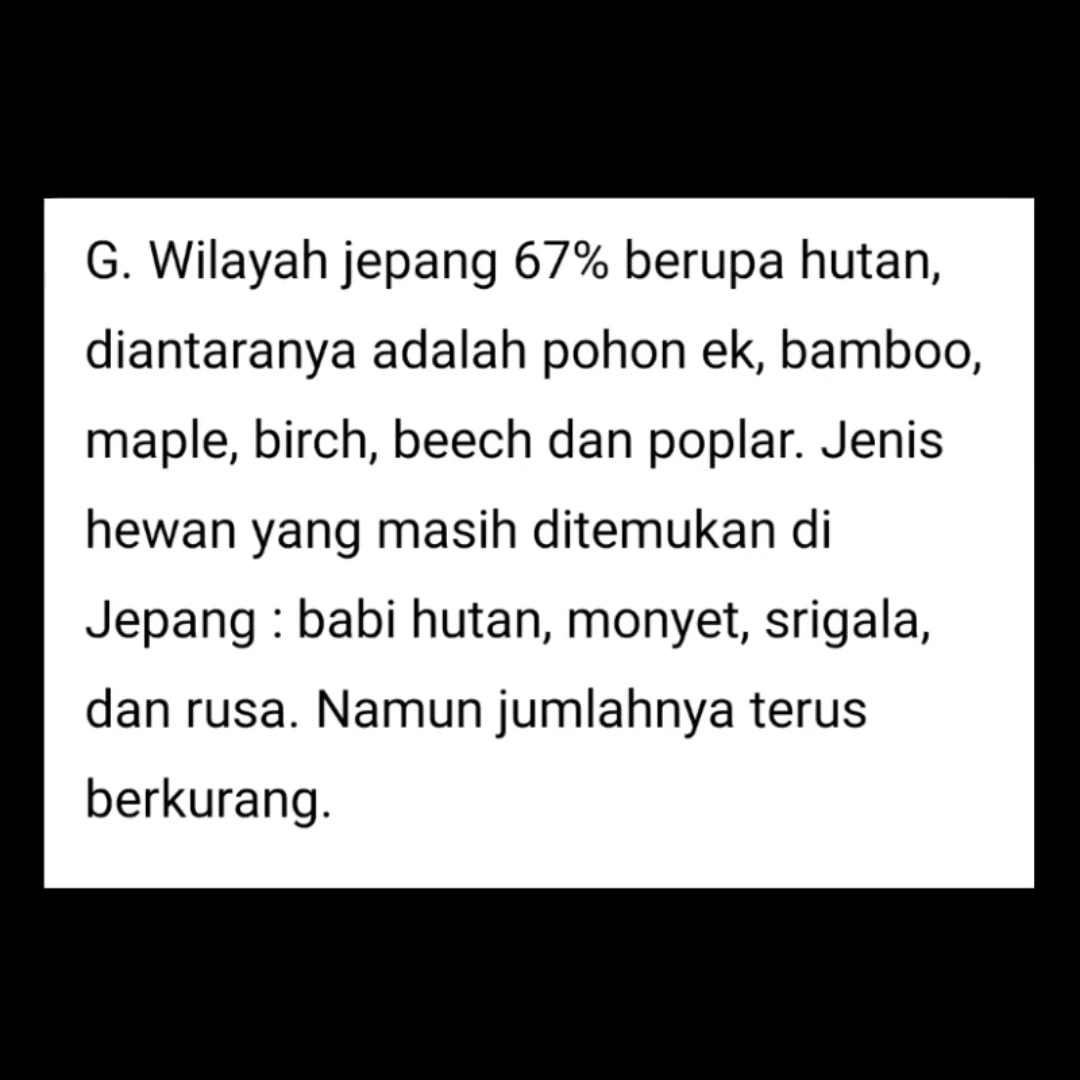 G. Wilayah jepang 67% berupa hutan,
diantaranya adalah pohon ek, bamboo,
maple, birch, beech dan poplar. Jenis
hewan yang masih ditemukan di
Jepang : babi hutan, monyet, srigala,
dan rusa. Namun jumlahnya terus
berkurang.